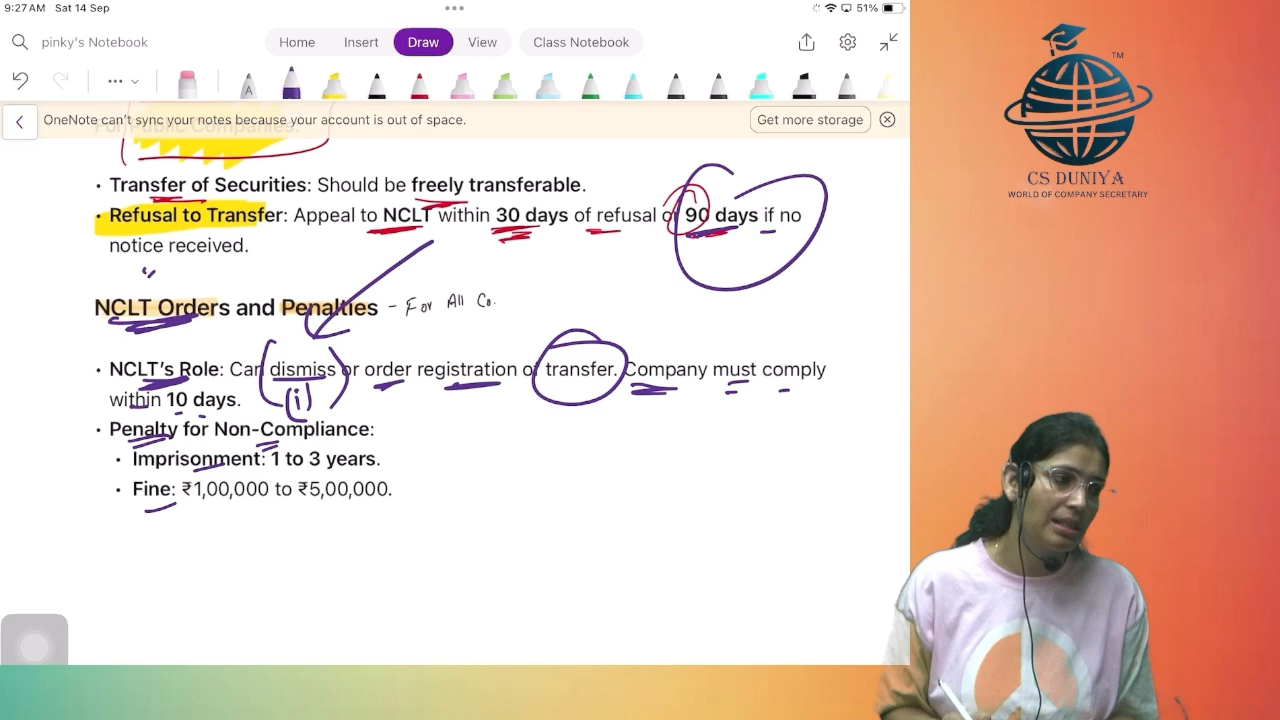 9:27 AM Sat 14 Sep
51%
pinky's Notebook
Home Insert Draw View Class Notebook
A
OneNote can't sync your notes because your account is out of space.
Get more storage
For Public Companies:
• Transfer of Securities: Should be freely transferable.
• Refusal to Transfer: Appeal to NCLT within 30 days of refusal or 90 days if no
notice received.
NCLT Orders and Penalties - For All Co.
• NCLT's Role: Can dismiss or order registration of transfer. Company must comply
within 10 days.
(i)
• Penalty for Non-Compliance:
• Imprisonment: 1 to 3 years.
• Fine: ₹1,00,000 to ₹5,00,000.
TM
CS DUNIYA
WORLD OF COMPANY SECRETARY